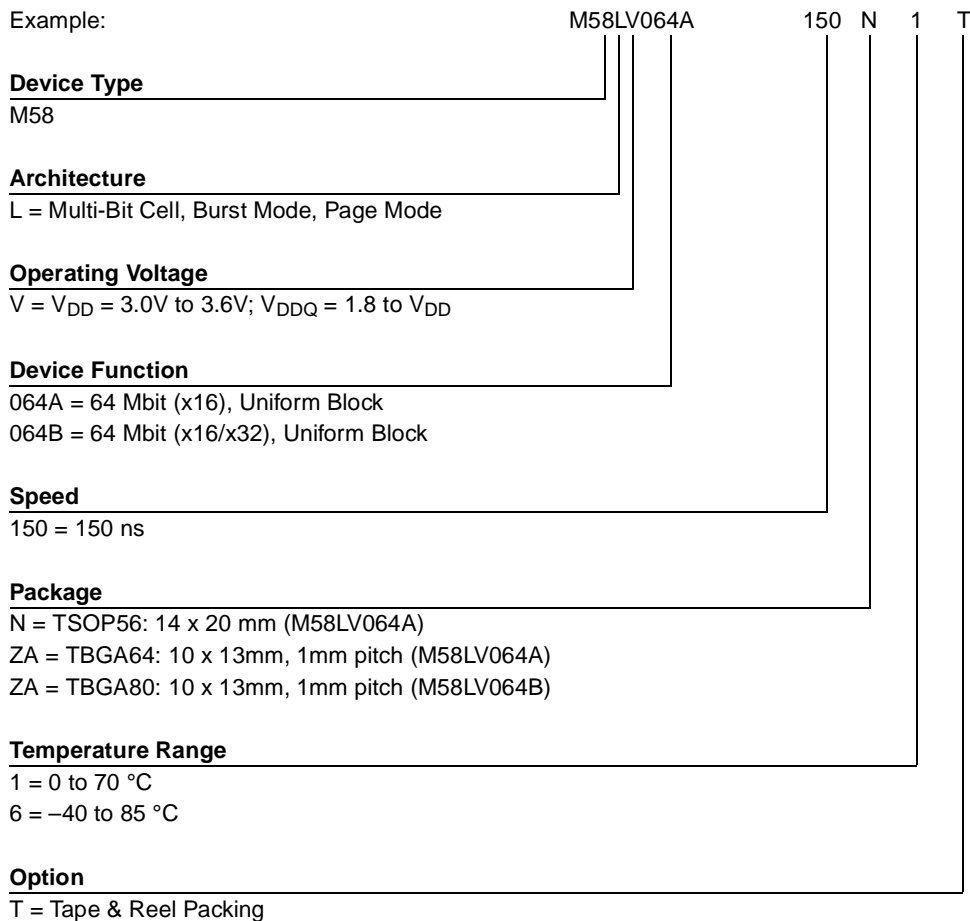 Example: M58LV064A 150 N 1 T
Device Type
M58
Architecture
L = Multi-Bit Cell, Burst Mode, Page Mode
Operating Voltage
V = VDD = 3.0V to 3.6V; VDDQ = 1.8 to VDD
Device Function
064A = 64 Mbit (x16), Uniform Block
064B = 64 Mbit (x16/x32), Uniform Block
Speed
150 = 150 ns
Package
N = TSOP56: 14 x 20 mm (M58LV064A)
ZA = TBGA64: 10 x 13mm, 1mm pitch (M58LV064A)
ZA = TBGA80: 10 x 13mm, 1mm pitch (M58LV064B)
Temperature Range
1 = 0 to 70 °C
6 = –40 to 85 °C
Option
T = Tape & Reel Packing